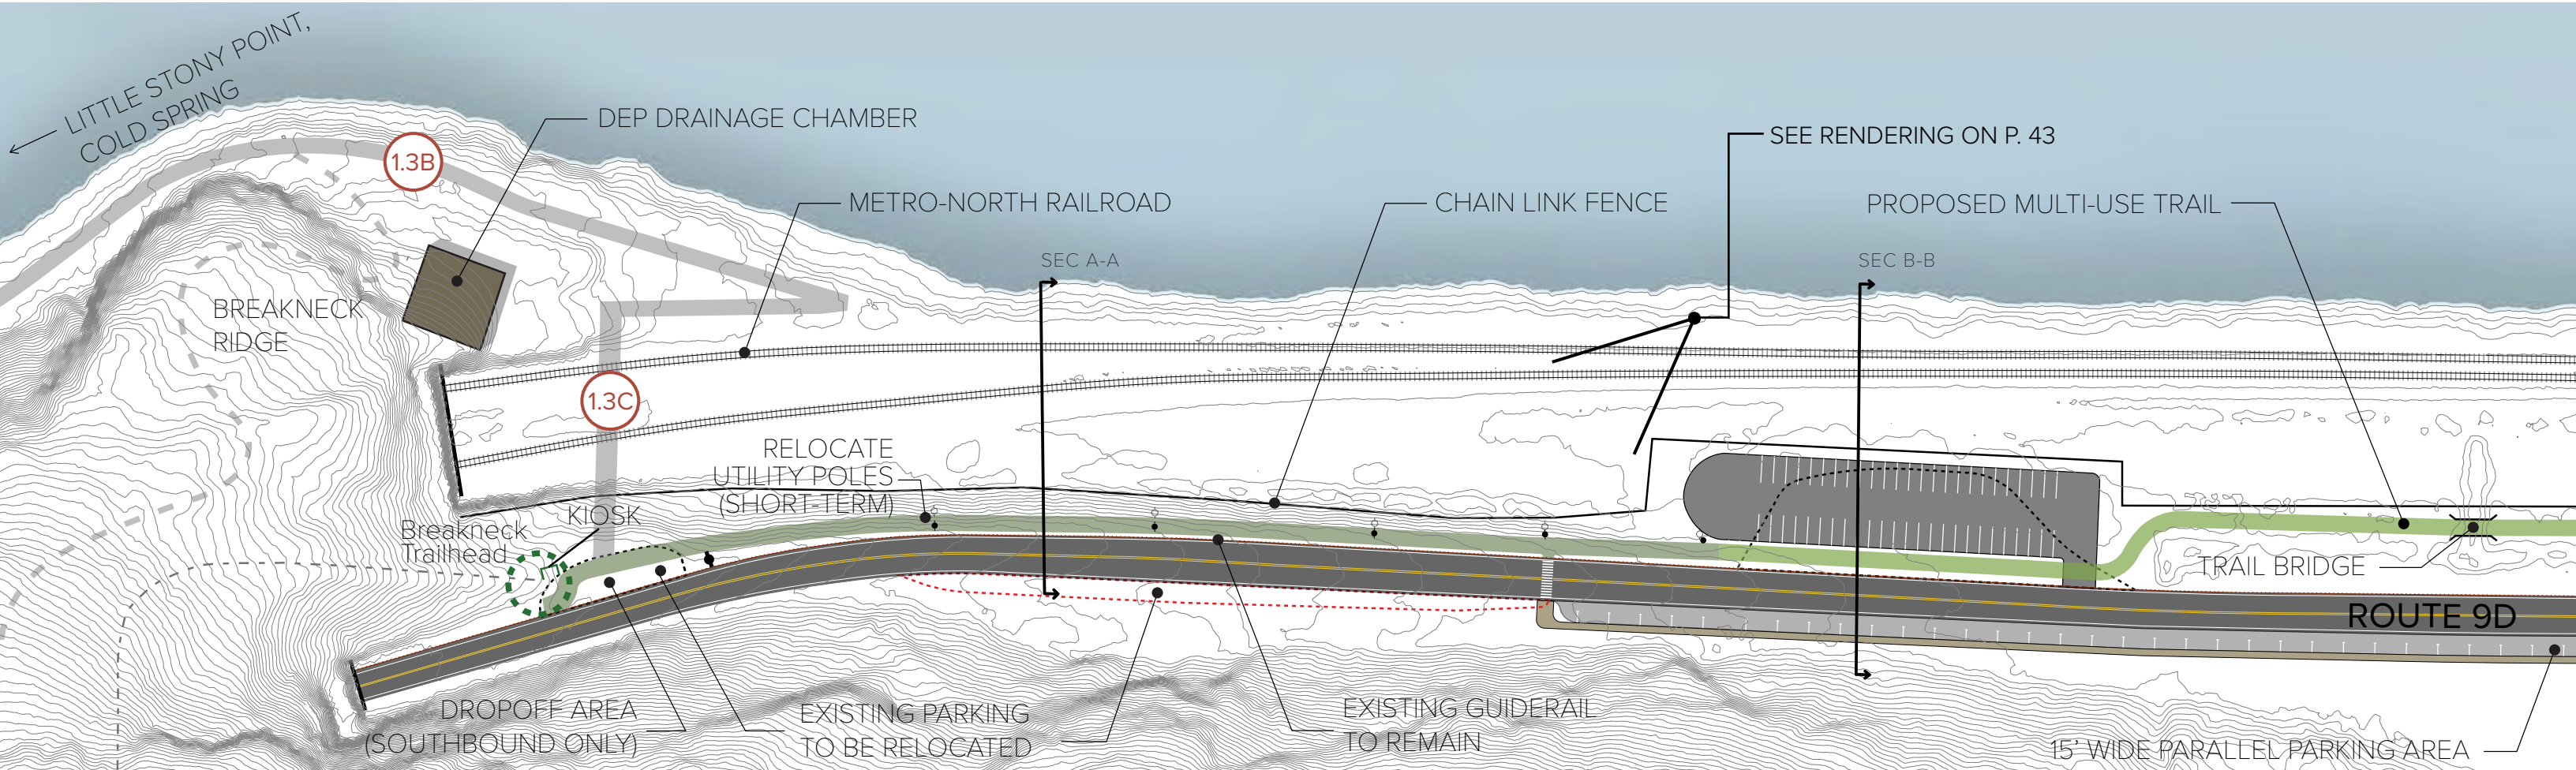 LITTLE STONY POINT,
COLD SPRING
1.3B
DEP DRAINAGE CHAMBER
SEE RENDERING ON P. 43
METRO-NORTH RAILROAD
CHAIN LINK FENCE
PROPOSED MULTI-USE TRAIL
SEC A-A
SEC B-B
BREAKNECK
RIDGE
1.3C
RELOCATE
UTILITY POLES
(SHORT-TERM)
KIOSK
Breakneck
Trailhead
TRAIL BRIDGE
ROUTE 9D
DROPOFF AREA
(SOUTHBOUND ONLY)
EXISTING PARKING
TO BE RELOCATED
EXISTING GUIDERAIL
TO REMAIN
15' WIDE PARALLEL PARKING AREA